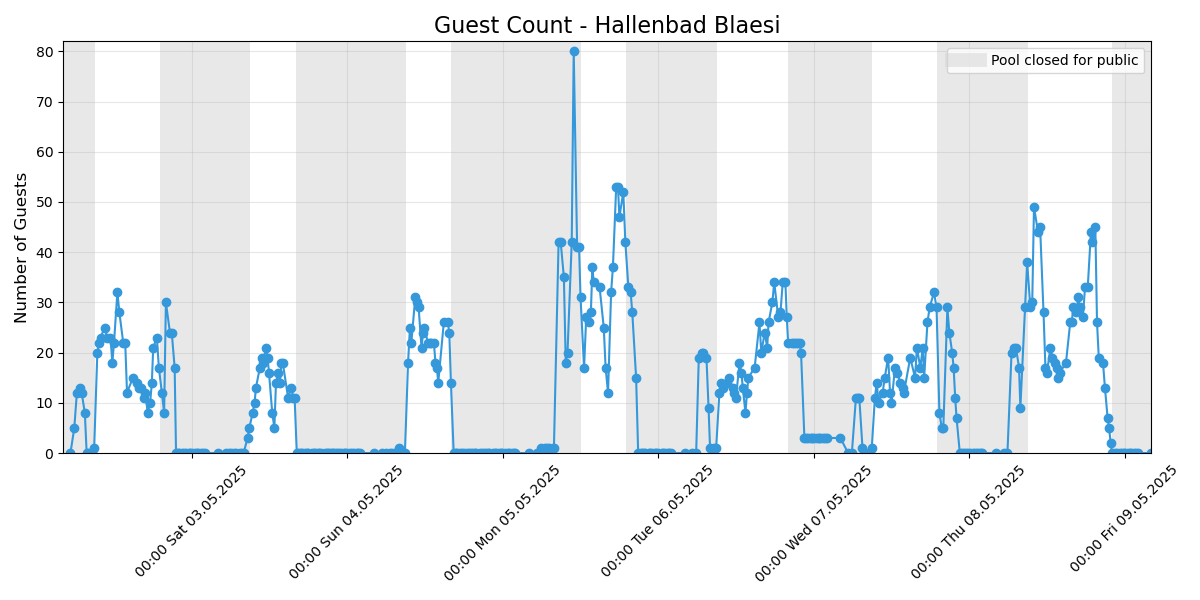 Guest Count - Hallenbad Blaesi
Pool closed for public
Number of Guests
80
70
60
50
40
30
20
10
0
00:00 Sat 03.05.2025
00:00 Sun 04.05.2025
00:00 Mon 05.05.2025
00:00 Tue 06.05.2025
00:00 Wed 07.05.2025
00:00 Thu 08.05.2025
00:00 Fri 09.05.2025